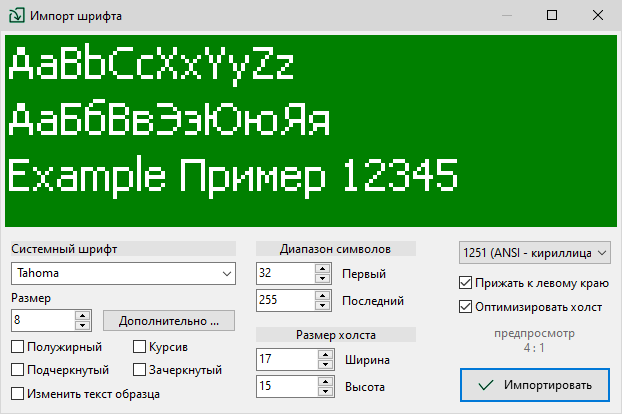 Импорт шрифта
АаBbCcXxYyZz
АаБбВвЭэЮюЯя
Example Пример 12345
Системный шрифт
Tahoma
Размер
8
Дополнительно ...
Полужирный
Курсив
Подчеркнутый
Зачеркнутый
Изменить текст образца
Диапазон символов
32
Первый
255
Последний
Размер холста
17
Ширина
15
Высота
1251 (ANSI - кириллица
Прижать к левому краю
Оптимизировать холст
предпросмотр
4 : 1
Импортировать